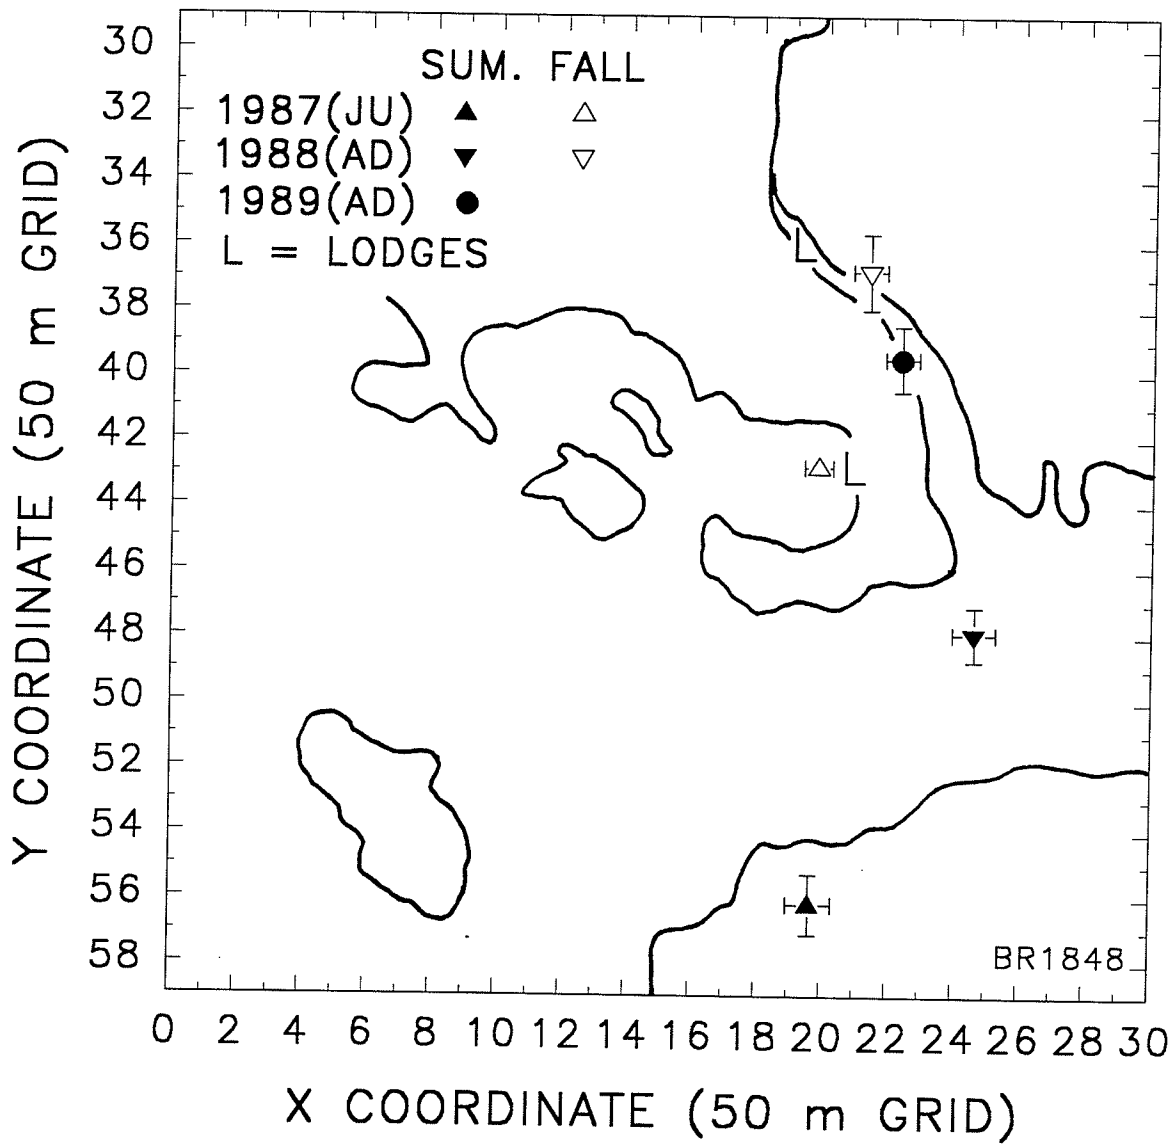 SUM. FALL
1987(JU) ▲ △
1988(AD) ▼ ▽
1989(AD) ●
L = LODGES
Y COORDINATE (50 m GRID)
30
32
34
36
38
40
42
44
46
48
50
52
54
56
58
L
L
BR1848
0 2 4 6 8 10 12 14 16 18 20 22 24 26 28 30
X COORDINATE (50 m GRID)